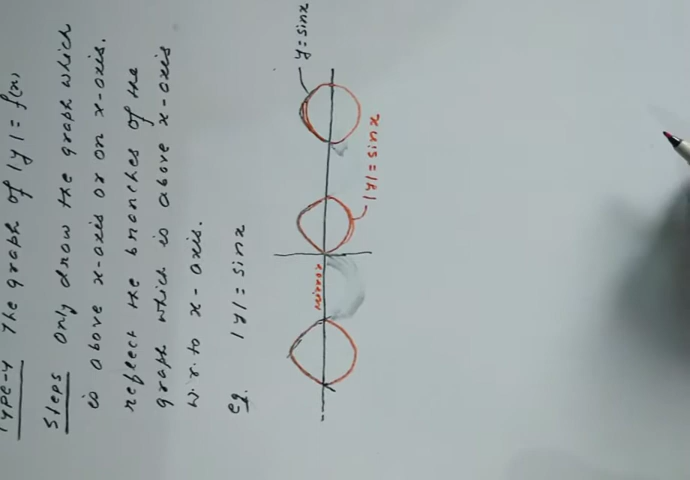 Type-4 The graph of |y| = f(x)
Steps only draw the graph which
is above x-axis or on x-axis.
reflect the branches of the
graph which is above x-axis
w.r.to x-axis.
eg. |y| = sinx
y = sinx
mirror
|y| = sinx